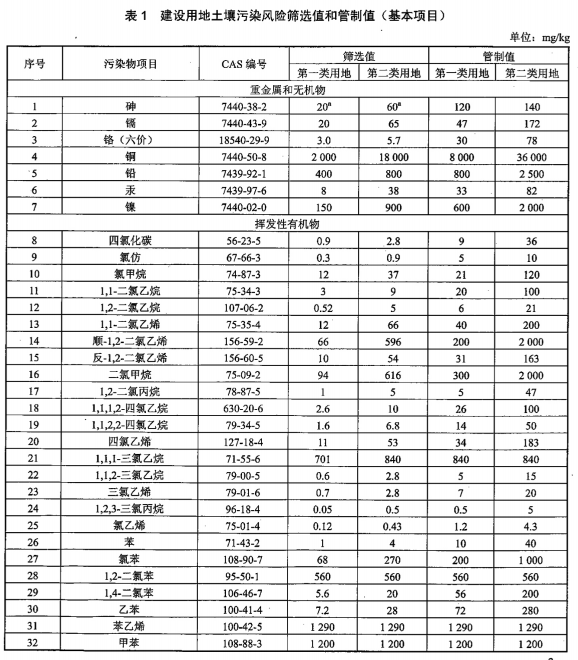 表 1 建设用地土壤污染风险筛选值和管制值（基本项目）
单位：mg/kg
序号 污染物项目 CAS 编号 筛选值 管制值
第一类用地 第二类用地 第一类用地 第二类用地
重金属和无机物
1 砷 7440-38-2 20ª 60ª 120 140
2 镉 7440-43-9 20 65 47 172
3 铬（六价） 18540-29-9 3.0 5.7 30 78
4 铜 7440-50-8 2 000 18 000 8 000 36 000
5 铅 7439-92-1 400 800 800 2 500
6 汞 7439-97-6 8 38 33 82
7 镍 7440-02-0 150 900 600 2 000
挥发性有机物
8 四氯化碳 56-23-5 0.9 2.8 9 36
9 氯仿 67-66-3 0.3 0.9 5 10
10 氯甲烷 74-87-3 12 37 21 120
11 1,1-二氯乙烷 75-34-3 3 9 20 100
12 1,2-二氯乙烷 107-06-2 0.52 5 6 21
13 1,1-二氯乙烯 75-35-4 12 66 40 200
14 顺-1,2-二氯乙烯 156-59-2 66 596 200 2 000
15 反-1,2-二氯乙烯 156-60-5 10 54 31 163
16 二氯甲烷 75-09-2 94 616 300 2 000
17 1,2-二氯丙烷 78-87-5 1 5 5 47
18 1,1,1,2-四氯乙烷 630-20-6 2.6 10 26 100
19 1,1,2,2-四氯乙烷 79-34-5 1.6 6.8 14 50
20 四氯乙烯 127-18-4 11 53 34 183
21 1,1,1-三氯乙烷 71-55-6 701 840 840 840
22 1,1,2-三氯乙烷 79-00-5 0.6 2.8 5 15
23 三氯乙烯 79-01-6 0.7 2.8 7 20
24 1,2,3-三氯丙烷 96-18-4 0.05 0.5 0.5 5
25 氯乙烯 75-01-4 0.12 0.43 1.2 4.3
26 苯 71-43-2 1 4 10 40
27 氯苯 108-90-7 68 270 200 1 000
28 1,2-二氯苯 95-50-1 560 560 560 560
29 1,4-二氯苯 106-46-7 5.6 20 56 200
30 乙苯 100-41-4 7.2 28 72 280
31 苯乙烯 100-42-5 1 290 1 290 1 290 1 290
32 甲苯 108-88-3 1 200 1 200 1 200 1 200